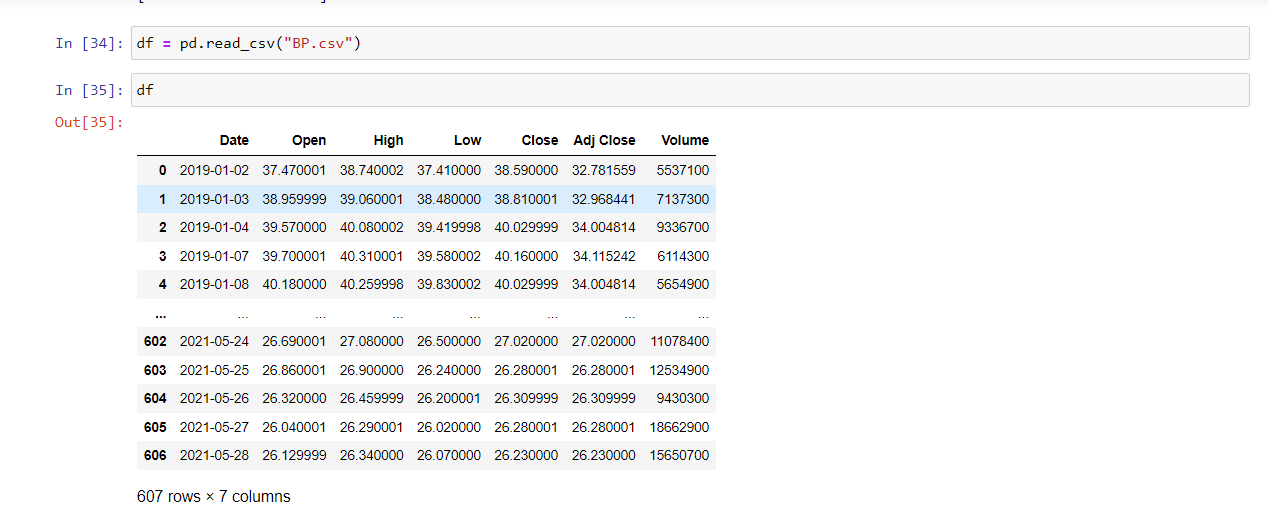 In [34]: df = pd.read_csv("BP.csv")
In [35]: df
Out[35]:
Date Open High Low Close Adj Close Volume
0 2019-01-02 37.470001 38.740002 37.410000 38.590000 32.781559 5537100
1 2019-01-03 38.959999 39.060001 38.480000 38.810001 32.968441 7137300
2 2019-01-04 39.570000 40.080002 39.419998 40.029999 34.004814 9336700
3 2019-01-07 39.700001 40.310001 39.580002 40.160000 34.115242 6114300
4 2019-01-08 40.180000 40.259998 39.830002 40.029999 34.004814 5654900
... ... ... ... ... ... ... ...
602 2021-05-24 26.690001 27.080000 26.500000 27.020000 27.020000 11078400
603 2021-05-25 26.860001 26.900000 26.240000 26.280001 26.280001 12534900
604 2021-05-26 26.320000 26.459999 26.200001 26.309999 26.309999 9430300
605 2021-05-27 26.040001 26.290001 26.020000 26.280001 26.280001 18662900
606 2021-05-28 26.129999 26.340000 26.070000 26.230000 26.230000 15650700
607 rows × 7 columns